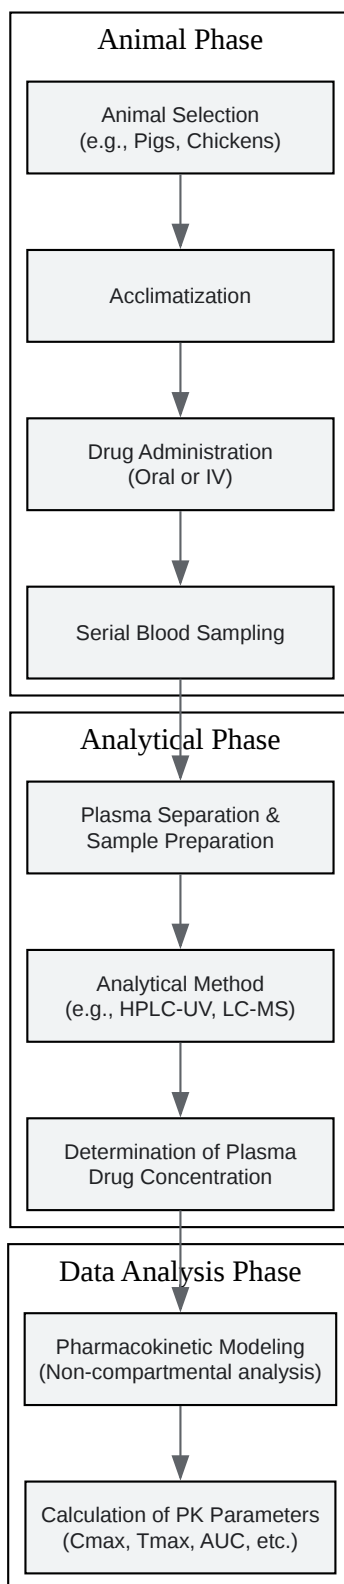 Animal Phase
Animal Selection
(e.g., Pigs, Chickens)
Acclimatization
Drug Administration
(Oral or IV)
Serial Blood Sampling
Analytical Phase
Plasma Separation &
Sample Preparation
Analytical Method
(e.g., HPLC-UV, LC-MS)
Determination of Plasma
Drug Concentration
Data Analysis Phase
Pharmacokinetic Modeling
(Non-compartmental analysis)
Calculation of PK Parameters
(Cmax, Tmax, AUC, etc.)